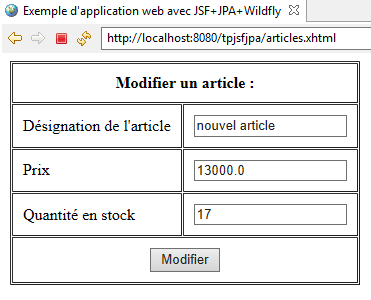 Exemple d'application web avec JSF+JPA+Wildfly
http://localhost:8080/tpjsfjpa/articles.xhtml
Modifier un article :
Désignation de l'article
nouvel article
Prix
13000.0
Quantité en stock
17
Modifier